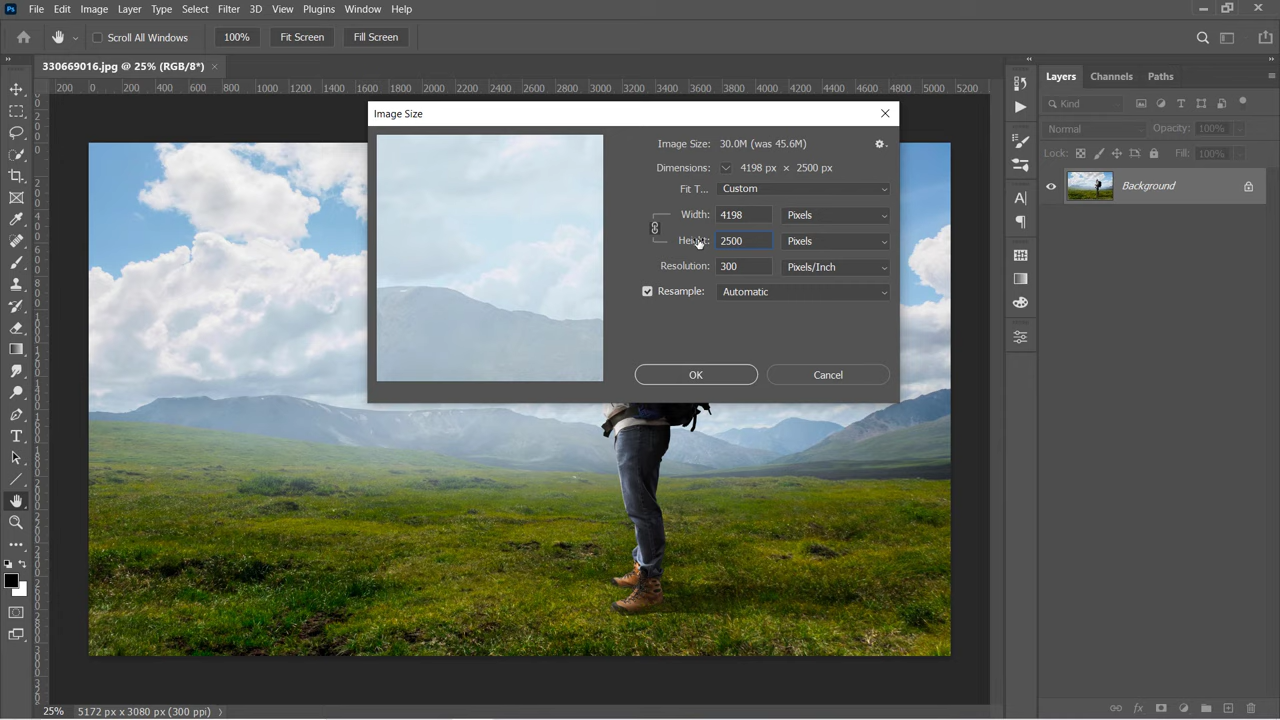 Ps File Edit Image Layer Type Select Filter 3D View Plugins Window Help
Scroll All Windows 100% Fit Screen Fill Screen
330669016.jpg @ 25% (RGB/8*)
200 0 200 400 600 800 1000 1200 1400 1600 1800 2000 2200 2400 2600 2800 3000 3200 3400 3600 3800 4000 4200 4400 4600 4800 5000 5200
Image Size
Image Size: 30.0M (was 45.6M)
Dimensions: 4198 px × 2500 px
Fit T... Custom
Width: 4198 Pixels
Height: 2500 Pixels
Resolution: 300 Pixels/Inch
Resample: Automatic
OK Cancel
Layers Channels Paths
Kind
Normal Opacity: 100%
Lock: Fill: 100%
Background
25% 5172 px x 3080 px (300 ppi)